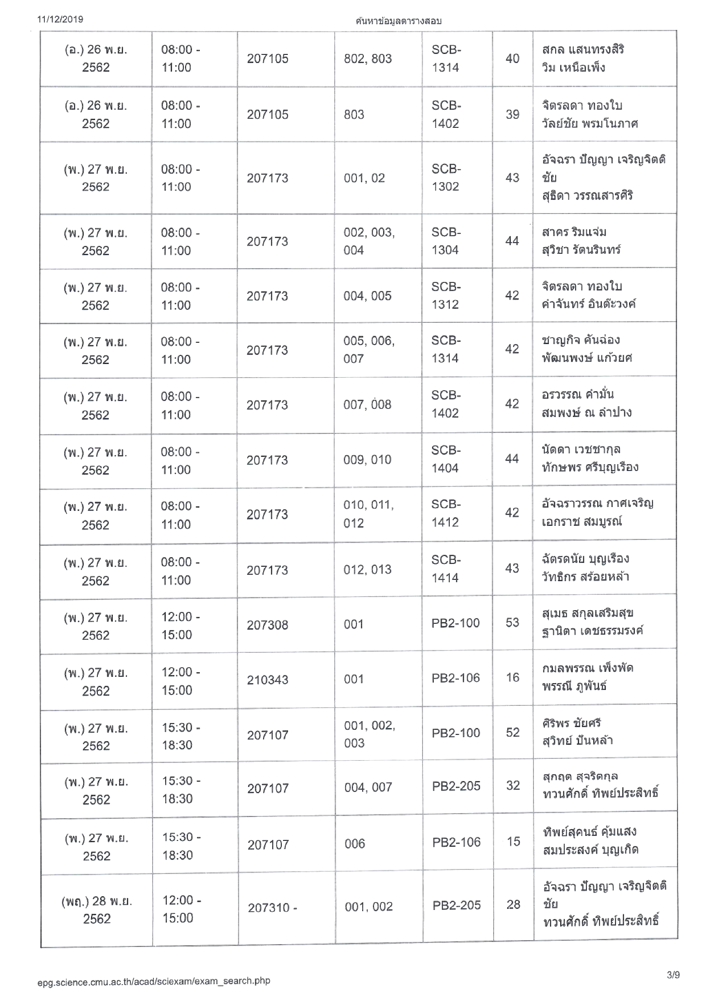 11/12/2019
ค้นหาข้อมูลตารางสอบ
(อ.) 26 พ.ย.
2562
08:00 -
11:00
207105
802, 803
SCB-
1314
40
สกล แสนทรงสิริ
วิม เหนือเพ็ง
(อ.) 26 พ.ย.
2562
08:00 -
11:00
207105
803
SCB-
1402
39
จิตรลดา ทองใบ
วัลย์ชัย พรมโนภาศ
(พ.) 27 พ.ย.
2562
08:00 -
11:00
207173
001, 02
SCB-
1302
43
อัจฉรา ปัญญา เจริญจิตติ
ชัย
สุธิดา วรรณสารศิริ
(พ.) 27 พ.ย.
2562
08:00 -
11:00
207173
002, 003,
004
SCB-
1304
44
สาคร ริมแจ่ม
สุวิชา รัตนรินทร์
(พ.) 27 พ.ย.
2562
08:00 -
11:00
207173
004, 005
SCB-
1312
42
จิตรลดา ทองใบ
คำจันทร์ อินต๊ะวงค์
(พ.) 27 พ.ย.
2562
08:00 -
11:00
207173
005, 006,
007
SCB-
1314
42
ชาญกิจ คันฉ่อง
พัฒนพงษ์ แก้วยศ
(พ.) 27 พ.ย.
2562
08:00 -
11:00
207173
007, 008
SCB-
1402
42
อรวรรณ คำมั่น
สมพงษ์ ณ ลำปาง
(พ.) 27 พ.ย.
2562
08:00 -
11:00
207173
009, 010
SCB-
1404
44
นัดดา เวชชากุล
ทักษพร ศรีบุญเรือง
(พ.) 27 พ.ย.
2562
08:00 -
11:00
207173
010, 011,
012
SCB-
1412
42
อัจฉราวรรณ กาศเจริญ
เอกราช สมบูรณ์
(พ.) 27 พ.ย.
2562
08:00 -
11:00
207173
012, 013
SCB-
1414
43
ฉัตรดนัย บุญเรือง
วัทธิกร สร้อยหล้า
(พ.) 27 พ.ย.
2562
12:00 -
15:00
207308
001
PB2-100
53
สุเมธ สกุลเสริมสุข
ฐานิตา เดชธรรมรงค์
(พ.) 27 พ.ย.
2562
12:00 -
15:00
210343
001
PB2-106
16
กมลพรรณ เพ็งพัด
พรรณี ภูพันธ์
(พ.) 27 พ.ย.
2562
15:30 -
18:30
207107
001, 002,
003
PB2-100
52
ศิริพร ชัยศรี
สุวิทย์ ปันหล้า
(พ.) 27 พ.ย.
2562
15:30 -
18:30
207107
004, 007
PB2-205
32
สุกฤต สุจริตกุล
ทวนศักดิ์ ทิพย์ประสิทธิ์
(พ.) 27 พ.ย.
2562
15:30 -
18:30
207107
006
PB2-106
15
ทิพย์สุคนธ์ คุ้มแสง
สมประสงค์ บุญเกิด
(พฤ.) 28 พ.ย.
2562
12:00 -
15:00
207310 -
001, 002
PB2-205
28
อัจฉรา ปัญญา เจริญจิตติ
ชัย
ทวนศักดิ์ ทิพย์ประสิทธิ์
epg.science.cmu.ac.th/acad/sciexam/exam_search.php
3/9